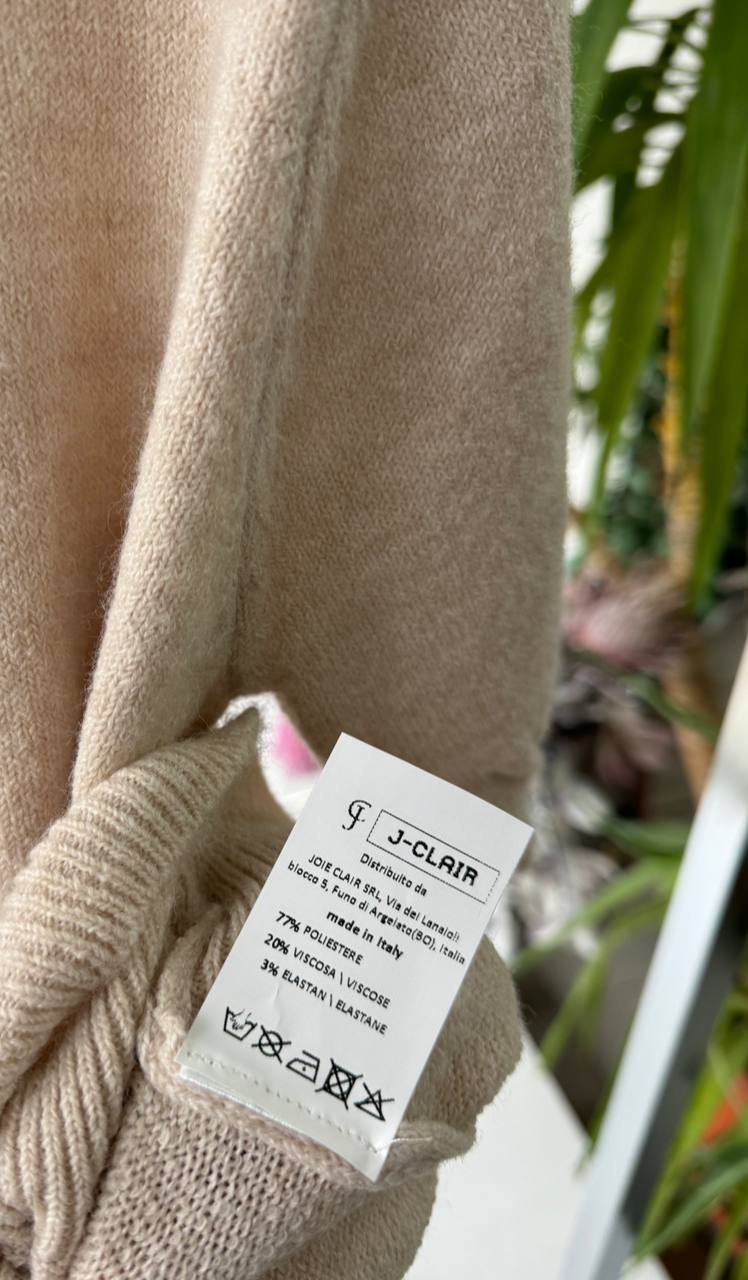 J-CLAIR
Distribuito da
JOIE CLAIR SRL, Via dei Lanaioli
blocco 5, Funo di Argelato(BO), Italia
made in Italy
77% POLIESTERE
20% VISCOSA \ VISCOSE
3% ELASTAN \ ELASTANE